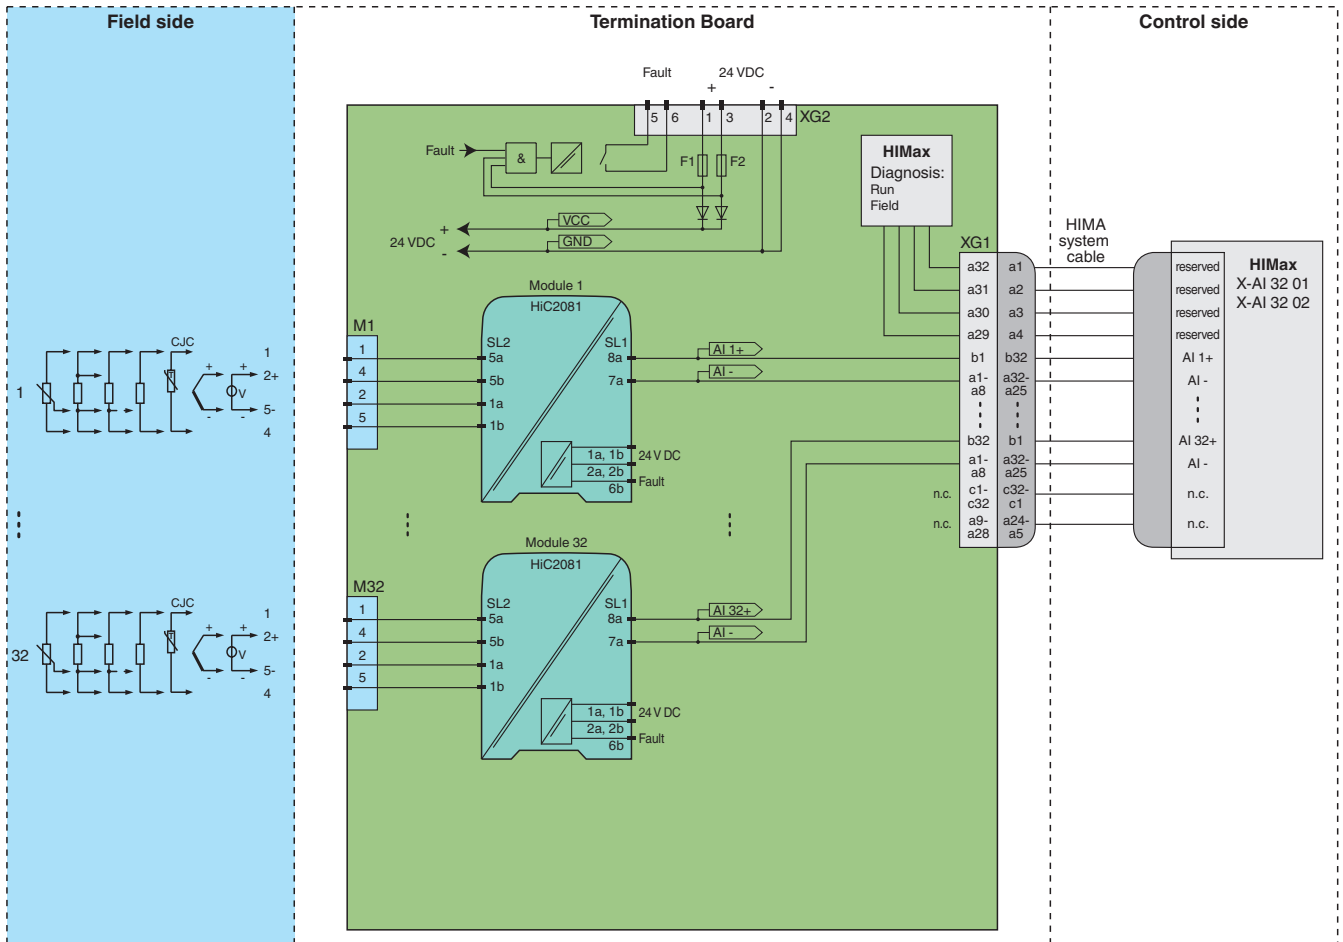 Field side
Termination Board
Control side
Fault
24 VDC
+
-
5
6
1
3
2
4
XG2
Fault
&
F1
F2
HIMax
Diagnosis:
Run
Field
VCC
GND
+
24 VDC
-
XG1
HIMA
system
cable
HIMax
X-AI 32 01
X-AI 32 02
a32 a1 reserved
a31 a2 reserved
a30 a3 reserved
a29 a4 reserved
b1 b32 AI 1+
a1- a32- AI -
a8 a25
b32 b1 AI 32+
a1- a32- AI -
a8 a25
n.c. c1- c32- n.c.
c32 c1
n.c. a9- a24- n.c.
a28 a5
Module 1
HiC2081
M1
1
4
2
5
SL2
5a
5b
1a
1b
SL1
8a
7a
AI 1+
AI -
1a, 1b
24 V DC
2a, 2b
Fault
6b
1
CJC
T
+
-
+
V
-
1
2+
5-
4
Module 32
HiC2081
M32
1
4
2
5
SL2
5a
5b
1a
1b
SL1
8a
7a
AI 32+
AI -
1a, 1b
24 V DC
2a, 2b
Fault
6b
32
CJC
T
+
-
+
V
-
1
2+
5-
4